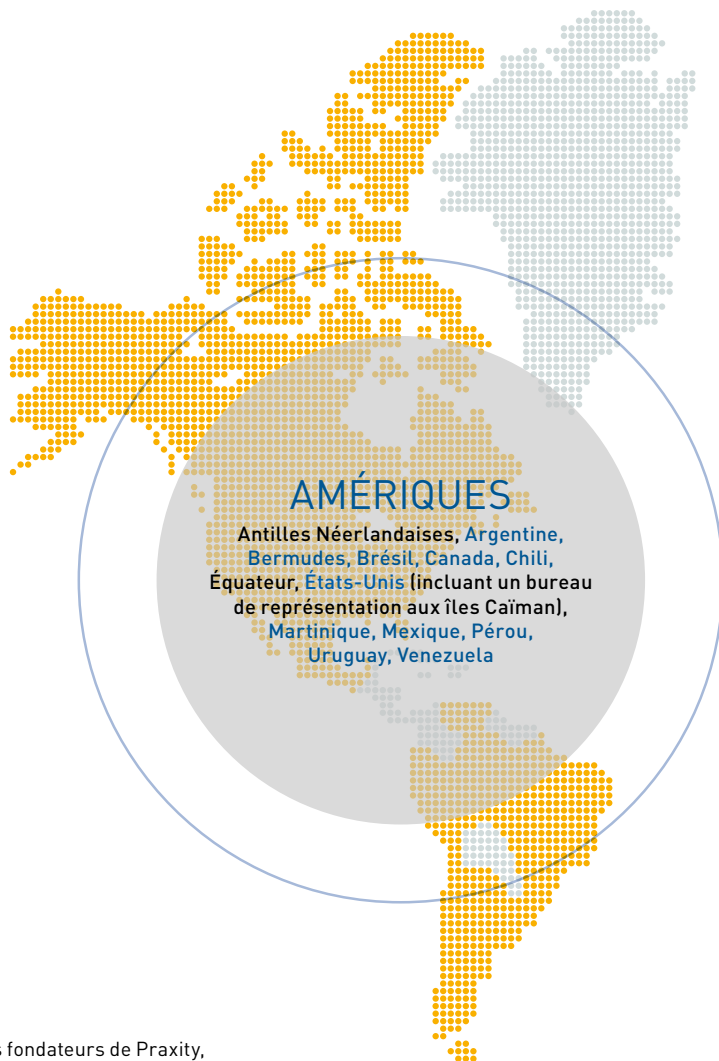 AMÉRIQUES
Antilles Néerlandaises, Argentine,
Bermudes, Brésil, Canada, Chili,
Équateur, États-Unis (incluant un bureau
de représentation aux îles Caïman),
Martinique, Mexique, Pérou,
Uruguay, Venezuela
fondateurs de Praxity,